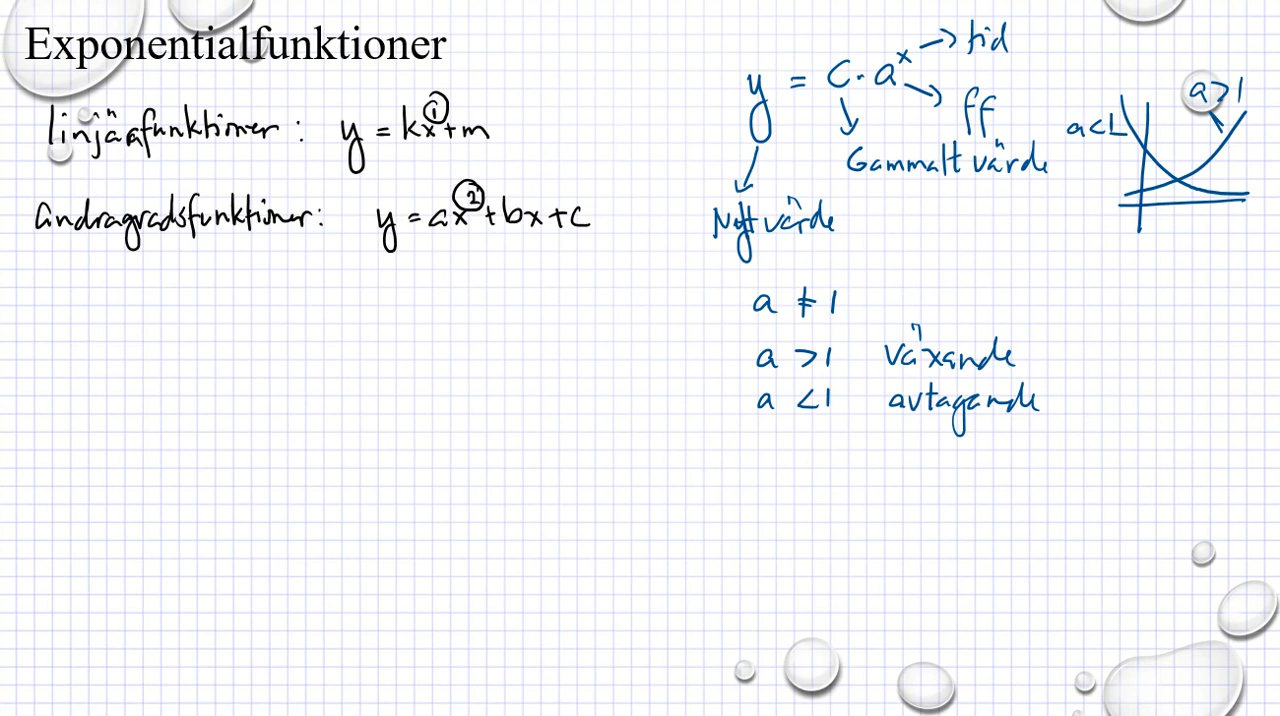 Exponentialfunktioner
linjärafunktioner: y = kx¹+m
andragradsfunktioner: y = ax²+bx+c
y = C·aˣ → tid
→ ff
Gammalt värde
Nytt värde
a ≠ 1
a >1 växande
a <1 avtagande
a>1
a<1